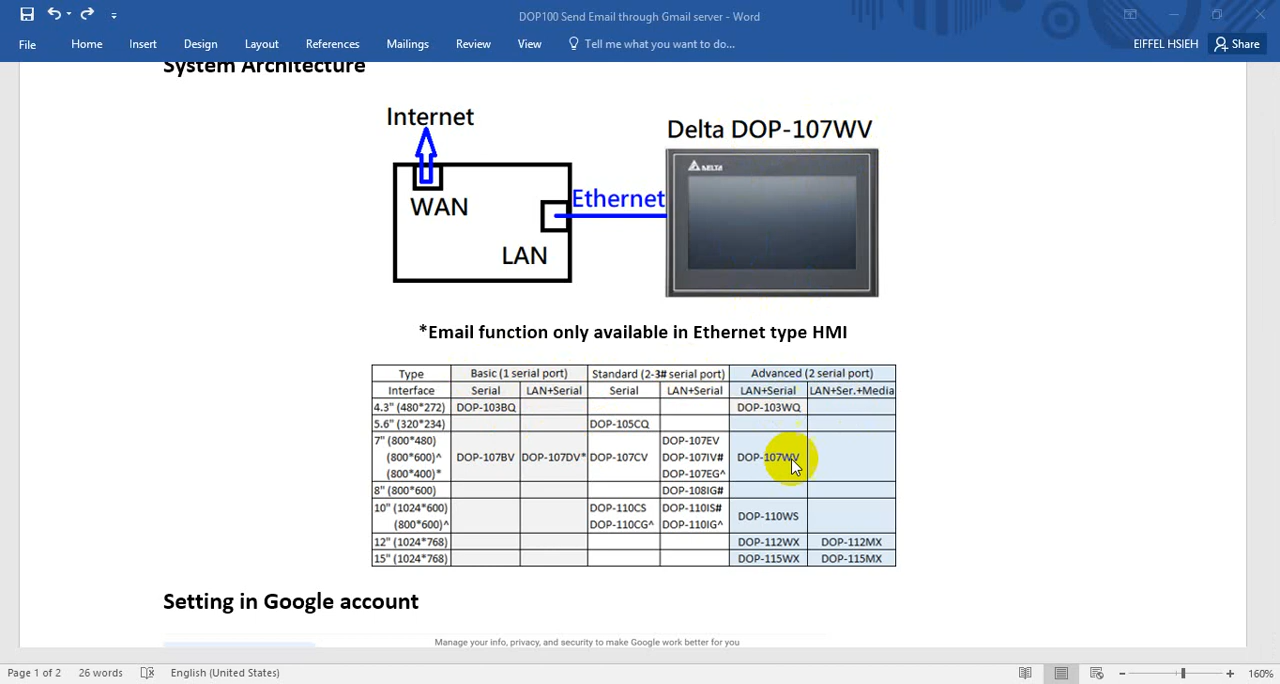 DOP100 Send Email through Gmail server - Word
File Home Insert Design Layout References Mailings Review View Tell me what you want to do... EIFFEL HSIEH Share
System Architecture
Internet
Delta DOP-107WV
DELTA
Ethernet
WAN
LAN
*Email function only available in Ethernet type HMI
Type Basic (1 serial port) Standard (2-3# serial port) Advanced (2 serial port)
Interface Serial LAN+Serial Serial LAN+Serial LAN+Serial LAN+Ser.+Media
4.3" (480*272) DOP-103BQ DOP-103WQ
5.6" (320*234) DOP-105CQ
7" (800*480) DOP-107EV
(800*600)^ DOP-107BV DOP-107DV* DOP-107CV DOP-107IV# DOP-107WV
(800*400)* DOP-107EG^
8" (800*600) DOP-108IG#
10" (1024*600) DOP-110CS DOP-110IS# DOP-110WS
(800*600)^ DOP-110CG^ DOP-110IG^
12" (1024*768) DOP-112WX DOP-112MX
15" (1024*768) DOP-115WX DOP-115MX
Setting in Google account
Manage your info, privacy, and security to make Google work better for you
Page 1 of 2 26 words English (United States) 160%